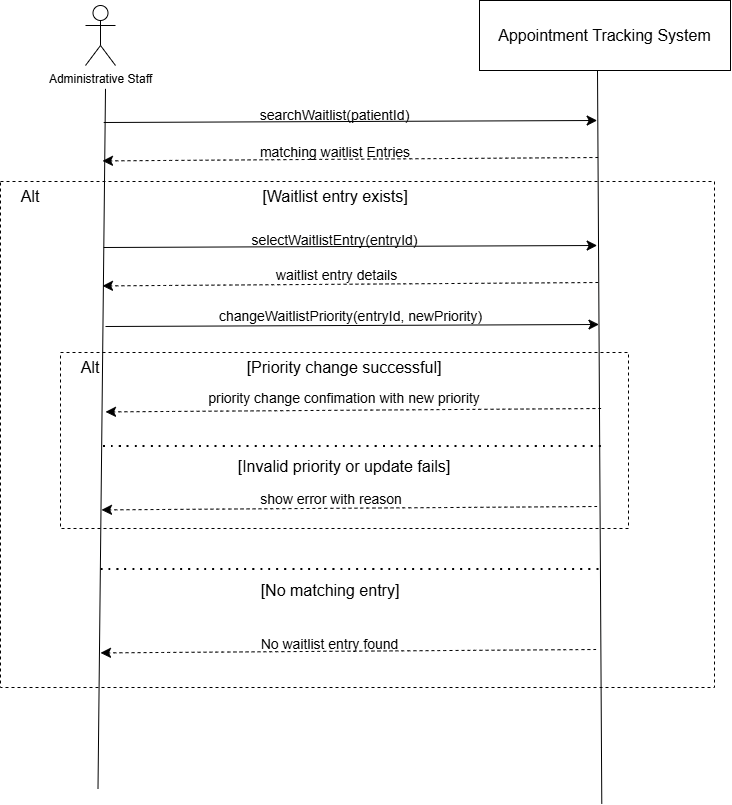 Administrative Staff
Appointment Tracking System
searchWaitlist(patientId)
matching waitlist Entries
Alt
[Waitlist entry exists]
selectWaitlistEntry(entryId)
waitlist entry details
changeWaitlistPriority(entryId, newPriority)
Alt
[Priority change successful]
priority change confimation with new priority
[Invalid priority or update fails]
show error with reason
[No matching entry]
No waitlist entry found